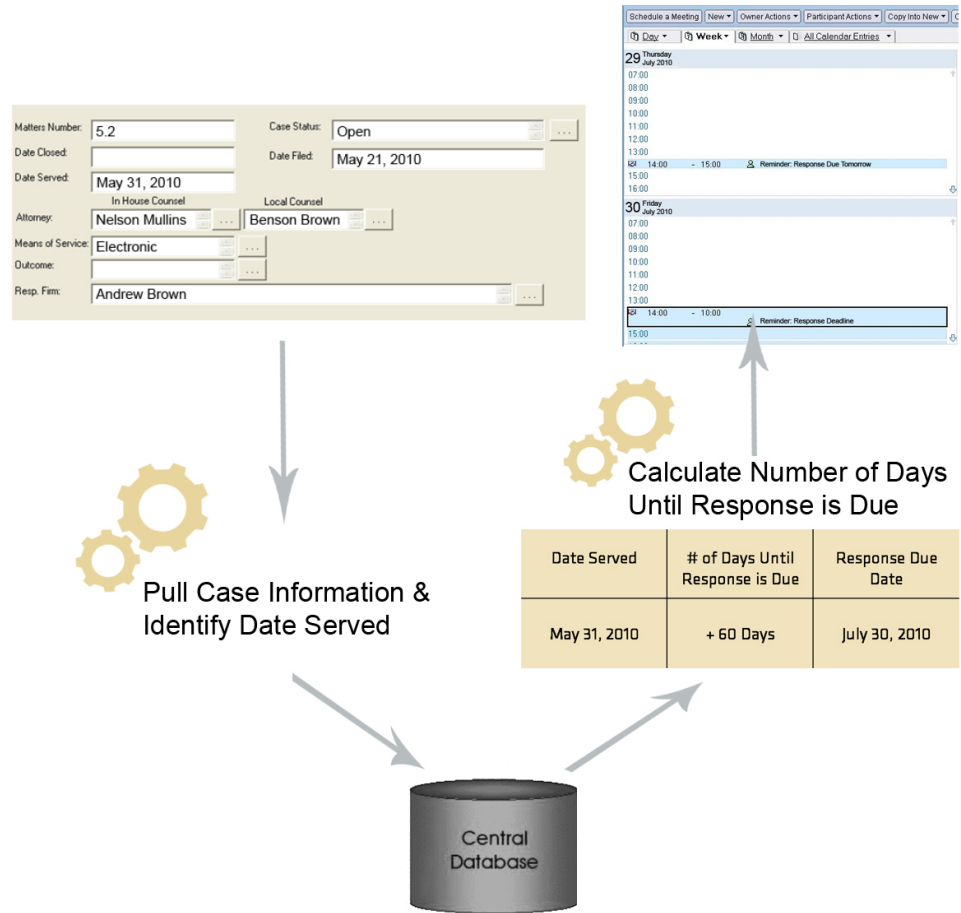 Matters Number: 5.2 Case Status: Open ...
Date Closed: Date Filed: May 21, 2010
Date Served: May 31, 2010
In House Counsel Local Counsel
Attorney: Nelson Mullins ... Benson Brown ...
Means of Service: Electronic ...
Outcome: ...
Resp. Firm: Andrew Brown ...
Schedule a Meeting New Owner Actions Participant Actions Copy Into New
Day Week Month All Calendar Entries
29 Thursday
July 2010
07:00
08:00
09:00
10:00
11:00
12:00
13:00
14:00 - 15:00 Reminder: Response Due Tomorrow
15:00
16:00
30 Friday
July 2010
07:00
08:00
09:00
10:00
11:00
12:00
13:00
14:00 - 10:00
Reminder: Response Deadline
15:00
Pull Case Information &
Identify Date Served
Central
Database
Calculate Number of Days
Until Response is Due
Date Served # of Days Until Response Due
Response is Due Date
May 31, 2010 + 60 Days July 30, 2010